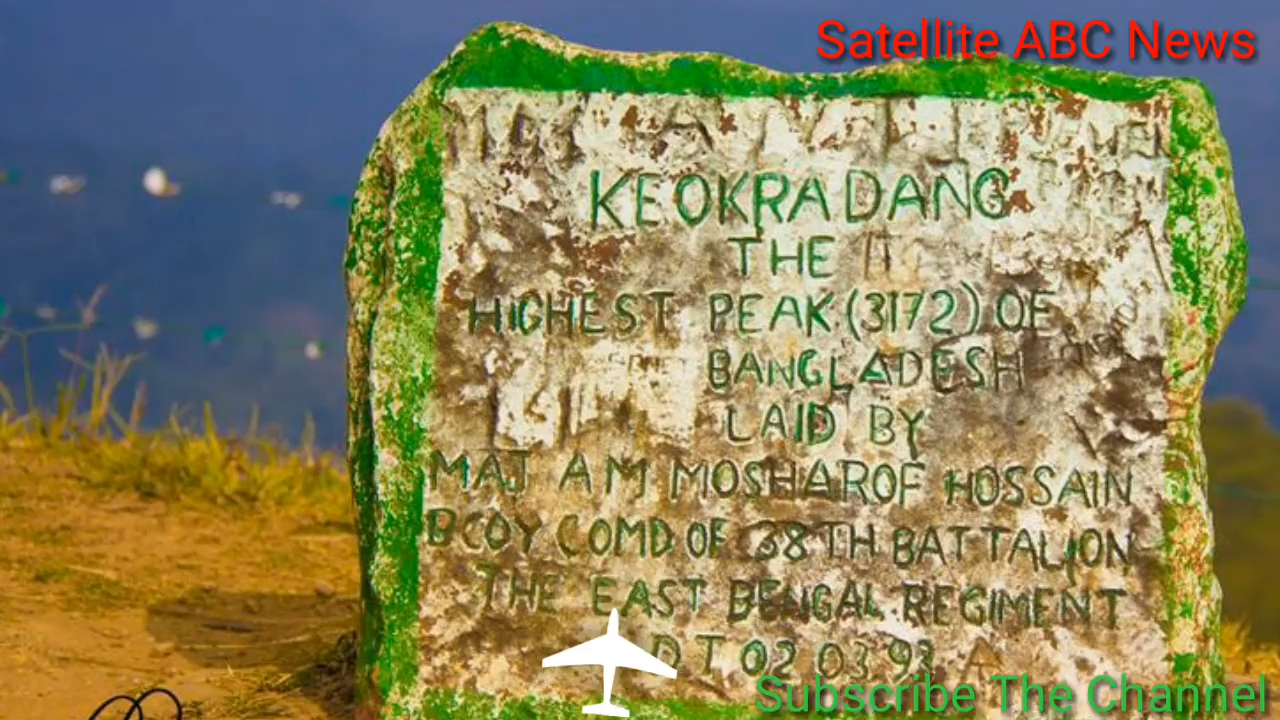 Satellite ABC News
KEOKRADANG
THE
HIGHEST PEAK (3172) OF
BANGLADESH
LAID BY
MAJ A M MOSHAROF HOSSAIN
B COY COMD OF 38TH BATTALION
THE EAST BENGAL REGIMENT
DT 02 03 93
Subscribe The Channel